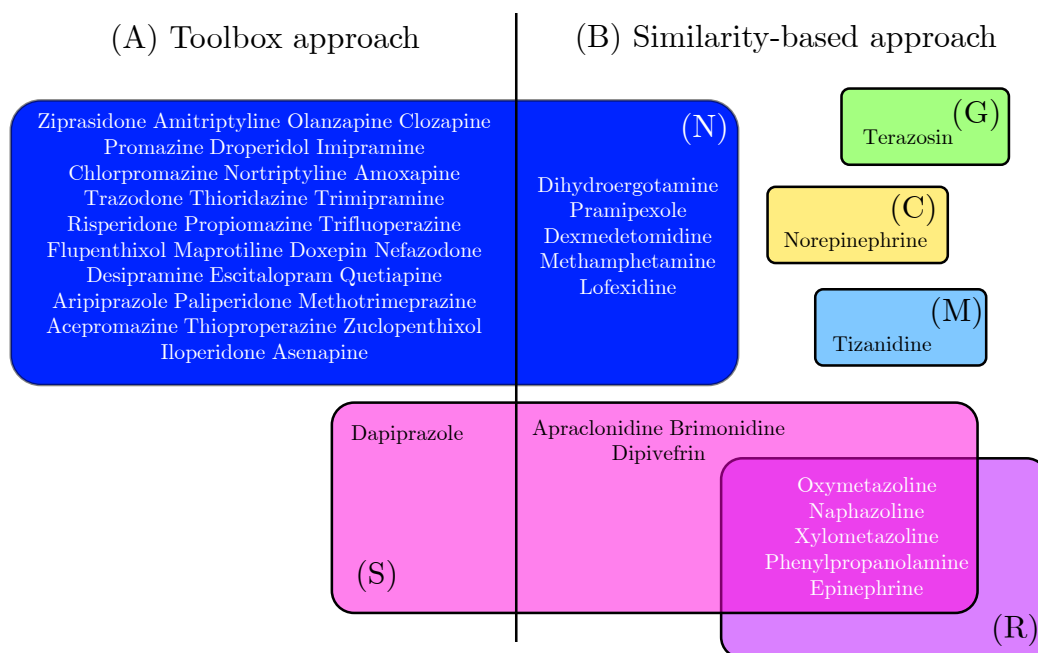 (A) Toolbox approach
(B) Similarity-based approach
Ziprasidone Amitriptyline Olanzapine Clozapine
Promazine Droperidol Imipramine
Chlorpromazine Nortriptyline Amoxapine
Trazodone Thioridazine Trimipramine
Risperidone Propiomazine Trifluoperazine
Flupenthixol Maprotiline Doxepin Nefazodone
Desipramine Escitalopram Quetiapine
Aripiprazole Paliperidone Methotrimeprazine
Acepromazine Thioproperazine Zuclopenthixol
Iloperidone Asenapine
(N)
Dihydroergotamine
Pramipexole
Dexmedetomidine
Methamphetamine
Lofexidine
(G)
Terazosin
(C)
Norepinephrine
(M)
Tizanidine
Dapiprazole
(S)
Apraclonidine Brimonidine
Dipivefrin
Oxymetazoline
Naphazoline
Xylometazoline
Phenylpropanolamine
Epinephrine
(R)